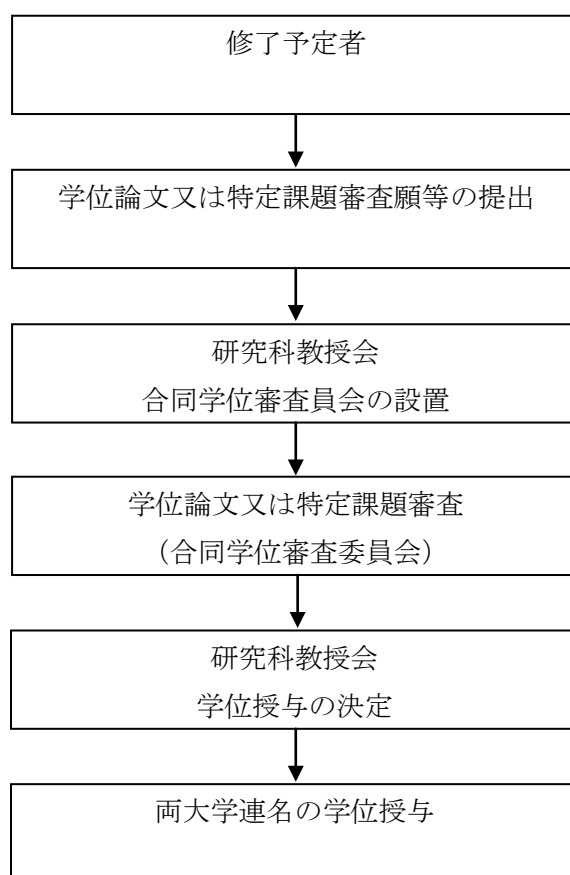 修了予定者
学位論文又は特定課題審査願等の提出
研究科教授会
合同学位審査員会の設置
学位論文又は特定課題審査
（合同学位審査委員会）
研究科教授会
学位授与の決定
両大学連名の学位授与